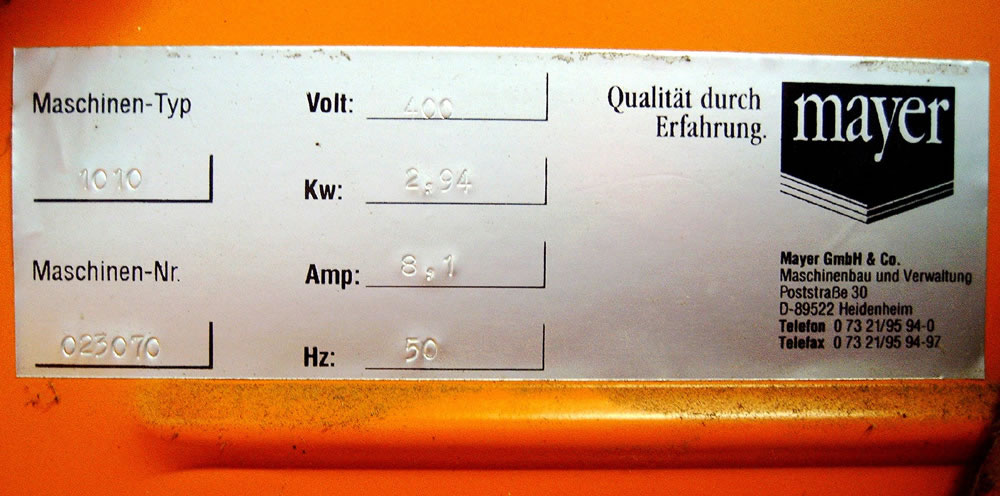 Maschinen-Typ
1010
Maschinen-Nr.
023070
Volt: 400
Kw: 2,94
Amp: 8,1
Hz: 50
Qualität durch
Erfahrung.
mayer
Mayer GmbH & Co.
Maschinenbau und Verwaltung
Poststraße 30
D-89522 Heidenheim
Telefon 0 73 21/95 94-0
Telefax 0 73 21/95 94-97